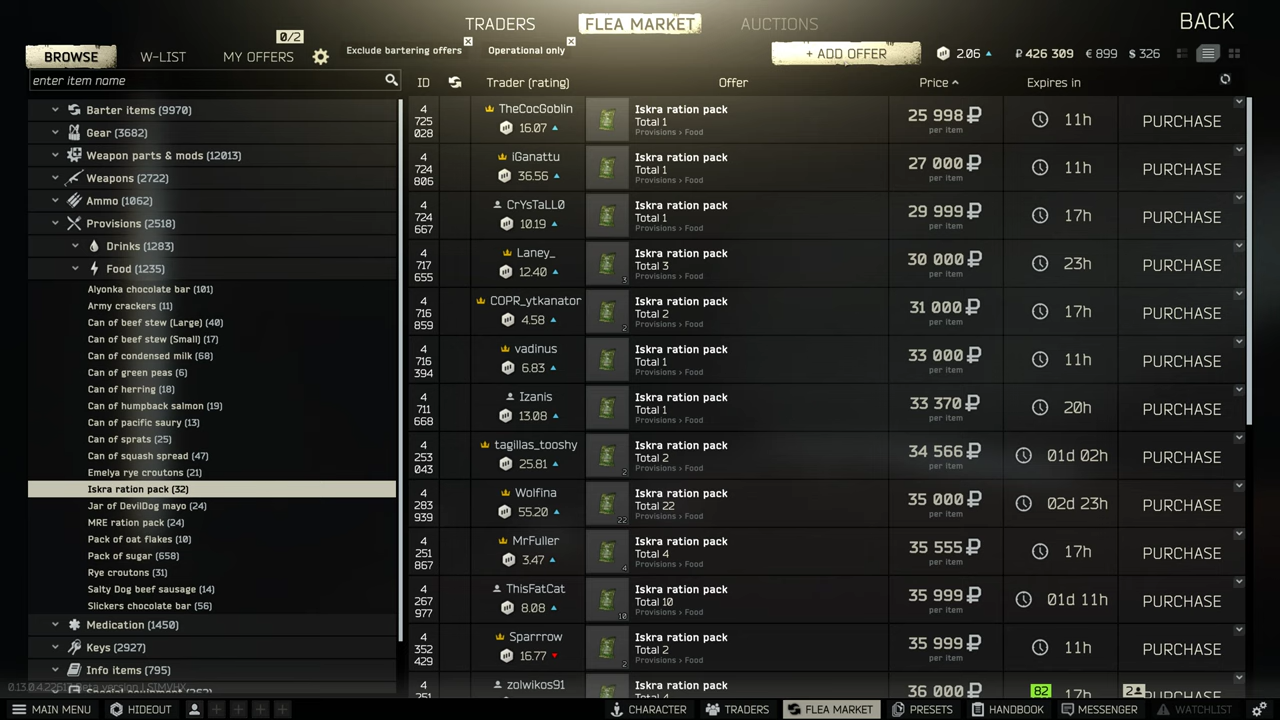 TRADERS
FLEA MARKET
AUCTIONS
BACK
0/2
BROWSE
W-LIST
MY OFFERS
Exclude bartering offers
Operational only
+ ADD OFFER
2.06
₽ 426 309
€ 899
$ 326
enter item name
ID
Trader (rating)
Offer
Price
Expires in
Barter items (9970)
Gear (3682)
Weapon parts & mods (12013)
Weapons (2722)
Ammo (1062)
Provisions (2518)
Drinks (1283)
Food (1235)
Alyonka chocolate bar (101)
Army crackers (11)
Can of beef stew (Large) (40)
Can of beef stew (Small) (17)
Can of condensed milk (68)
Can of green peas (6)
Can of herring (18)
Can of humpback salmon (19)
Can of pacific saury (13)
Can of sprats (25)
Can of squash spread (47)
Emelya rye croutons (21)
Iskra ration pack (32)
Jar of DevilDog mayo (24)
MRE ration pack (24)
Pack of oat flakes (10)
Pack of sugar (658)
Rye croutons (31)
Salty Dog beef sausage (14)
Slickers chocolate bar (56)
Medication (1450)
Keys (2927)
Info items (795)
4 725 028
TheCocGoblin
16.07
Iskra ration pack
Total 1
Provisions > Food
25 998 ₽
per item
11h
PURCHASE
4 724 806
iGanattu
36.56
Iskra ration pack
Total 1
Provisions > Food
27 000 ₽
per item
11h
PURCHASE
4 724 667
CrYsTaLL0
10.19
Iskra ration pack
Total 1
Provisions > Food
29 999 ₽
per item
17h
PURCHASE
4 717 655
Laney_
12.40
3
Iskra ration pack
Total 3
Provisions > Food
30 000 ₽
per item
23h
PURCHASE
4 716 859
COPR_ytkanator
4.58
2
Iskra ration pack
Total 2
Provisions > Food
31 000 ₽
per item
17h
PURCHASE
4 716 394
vadinus
6.83
Iskra ration pack
Total 1
Provisions > Food
33 000 ₽
per item
11h
PURCHASE
4 711 668
Izanis
13.08
Iskra ration pack
Total 1
Provisions > Food
33 370 ₽
per item
20h
PURCHASE
4 253 043
tagillas_tooshy
25.81
2
Iskra ration pack
Total 2
Provisions > Food
34 566 ₽
per item
01d 02h
PURCHASE
4 283 939
Wolfina
55.20
22
Iskra ration pack
Total 22
Provisions > Food
35 000 ₽
per item
02d 23h
PURCHASE
4 251 867
MrFuller
3.47
4
Iskra ration pack
Total 4
Provisions > Food
35 555 ₽
per item
17h
PURCHASE
4 267 977
ThisFatCat
8.08
10
Iskra ration pack
Total 10
Provisions > Food
35 999 ₽
per item
01d 11h
PURCHASE
4 352 429
Sparrrow
16.77
2
Iskra ration pack
Total 2
Provisions > Food
35 999 ₽
per item
11h
PURCHASE
4 251
zolwikos91
Iskra ration pack
Total 4
36 000 ₽
82
17h
2
PURCHASE
MAIN MENU
HIDEOUT
CHARACTER
TRADERS
FLEA MARKET
PRESETS
HANDBOOK
MESSENGER
WATCHLIST